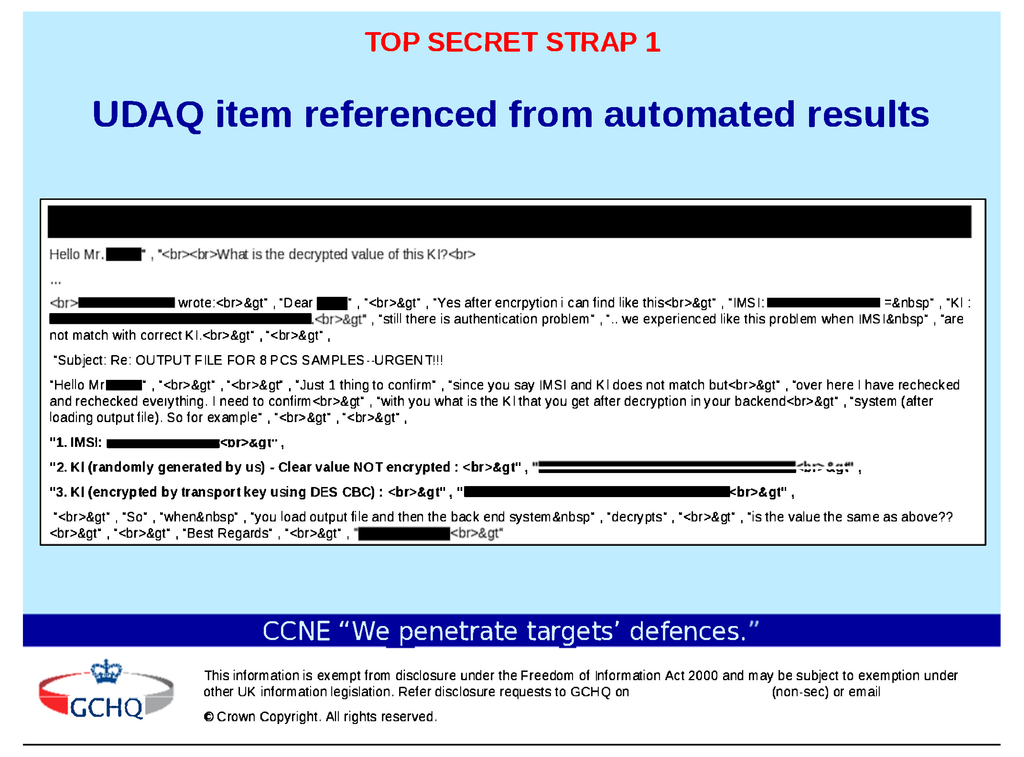 TOP SECRET STRAP 1
UDAQ item referenced from automated results
Hello Mr. " , "<br><br>What is the decrypted value of this KI?<br>
...
<br> wrote:<br>&gt" , "Dear " , "<br>&gt" , "Yes after encrpytion i can find like this<br>&gt" , "IMSI: =&nbsp" , "KI :
.<br>&gt" , "still there is authentication problem" , ".. we experienced like this problem when IMSI&nbsp" , "are
not match with correct KI.<br>&gt" , "<br>&gt" ,
"Subject: Re: OUTPUT FILE FOR 8 PCS SAMPLES--URGENT!!!
"Hello Mr " , "<br>&gt" , "<br>&gt" , "Just 1 thing to confirm" , "since you say IMSI and KI does not match but<br>&gt" , "over here I have rechecked
and rechecked everything. I need to confirm<br>&gt" , "with you what is the KI that you get after decryption in your backend<br>&gt" , "system (after
loading output file). So for example" , "<br>&gt" , "<br>&gt" ,
"1. IMSI: <br>&gt" ,
"2. KI (randomly generated by us) - Clear value NOT encrypted : <br>&gt" , " <br>&gt" ,
"3. KI (encrypted by transport key using DES CBC) : <br>&gt" , " <br>&gt" ,
"<br>&gt" , "So" , "when&nbsp" , "you load output file and then the back end system&nbsp" , "decrypts" , "<br>&gt" , "is the value the same as above??
<br>&gt" , "<br>&gt" , "Best Regards" , "<br>&gt" , " <br>&gt"
CCNE “We penetrate targets’ defences.”
GCHQ
This information is exempt from disclosure under the Freedom of Information Act 2000 and may be subject to exemption under
other UK information legislation. Refer disclosure requests to GCHQ on (non-sec) or email
© Crown Copyright. All rights reserved.